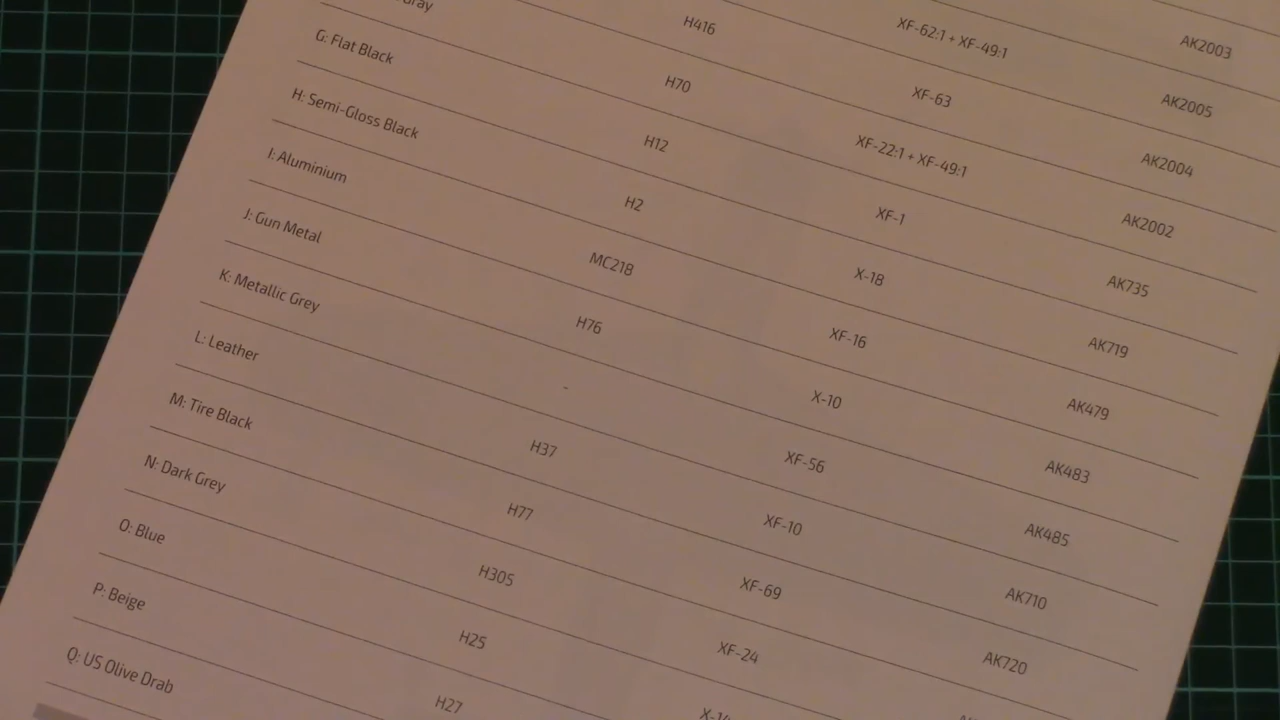 AK2003
XF-62:1 + XF-49:1 AK2005
H416 XF-63 AK2004
Gray H70 XF-22:1 + XF-49:1 AK2002
G: Flat Black H12 XF-1 AK735
H: Semi-Gloss Black H2 X-18 AK719
I: Aluminium MC218 XF-16 AK479
J: Gun Metal H76 X-10 AK483
K: Metallic Grey - XF-56 AK485
L: Leather H37 XF-10 AK710
M: Tire Black H77 XF-69 AK720
N: Dark Grey H305 XF-24
O: Blue H25
P: Beige H27
Q: US Olive Drab